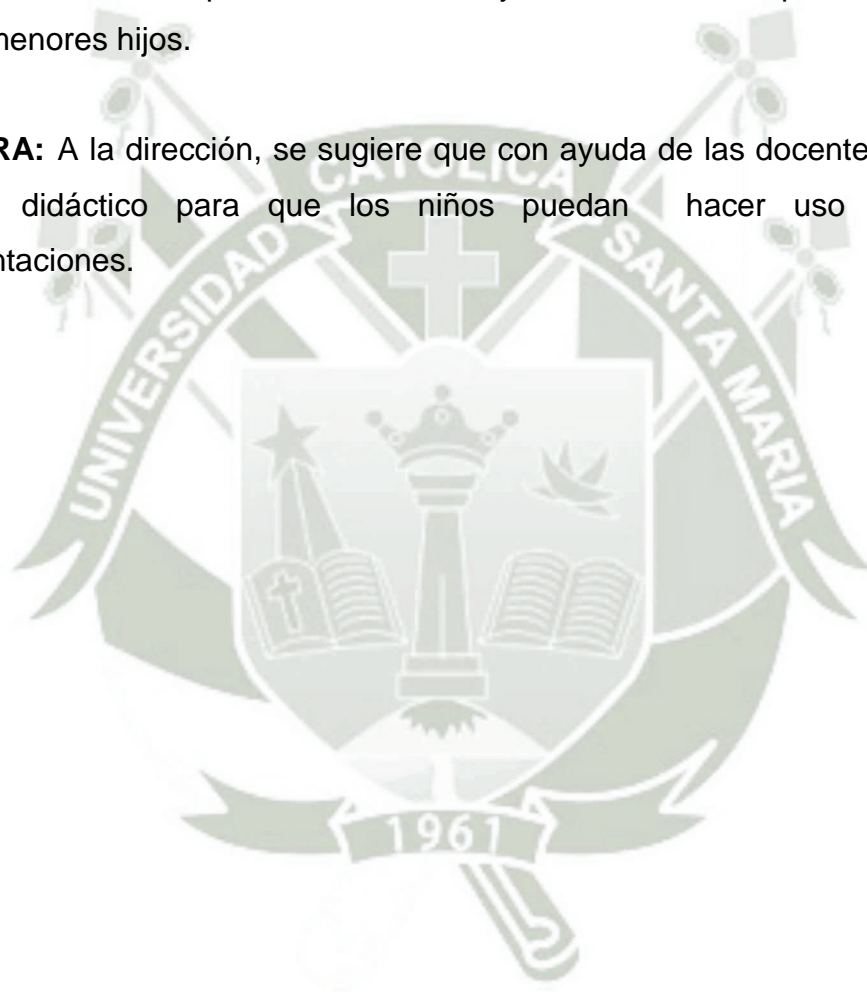 menores hijos.
RA: A la dirección, se sugiere que con ayuda de las docente
didáctico para que los niños puedan hacer uso
ntaciones.
UNIVERSIDAD CATOLICA SANTA MARIA
1961